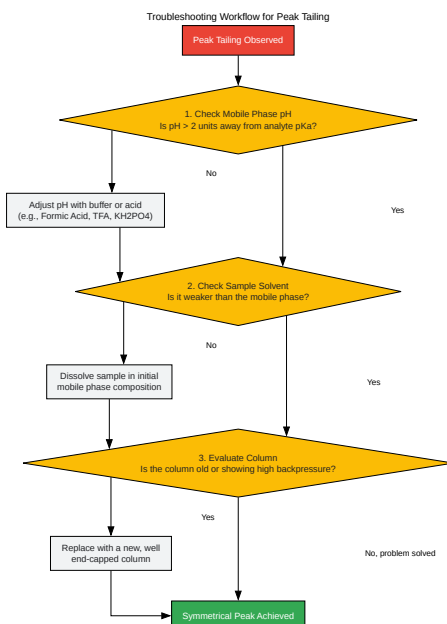 Troubleshooting Workflow for Peak Tailing
Peak Tailing Observed
1. Check Mobile Phase pH
Is pH > 2 units away from analyte pKa?
No
Adjust pH with buffer or acid
(e.g., Formic Acid, TFA, KH2PO4)
Yes
2. Check Sample Solvent
Is it weaker than the mobile phase?
No
Dissolve sample in initial
mobile phase composition
Yes
3. Evaluate Column
Is the column old or showing high backpressure?
Yes
Replace with a new, well
end-capped column
No, problem solved
Symmetrical Peak Achieved